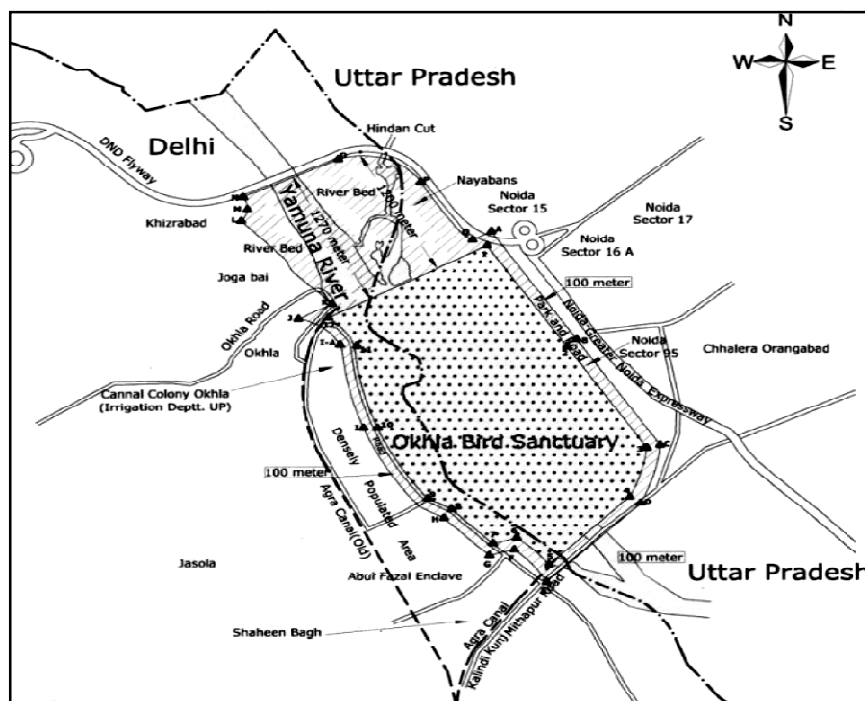 N
W E
S
Uttar Pradesh
Hindan Cut
Delhi
DND Flyway
River Bed
1200 meter
Nayabans
Noida
Sector 15
Noida
Sector 17
Khizrabad
Yamuna River
1270 meter
River Bed
Noida
Sector 16 A
Joga bai
100 meter
Okhla Road
Okhla
Park and Road
Noida Greater Noida Expressway
Noida
Sector 95
Chhalera Orangabad
Cannal Colony Okhla
(Irrigation Deptt. UP)
Okhla Bird Sanctuary
Densely
Populated
Area
100 meter
Agra Canal(Old)
Jasola
Abul Fazal Enclave
100 meter
Uttar Pradesh
Shaheen Bagh
Agra Canal
Kalindi Kunj Mithapur Road